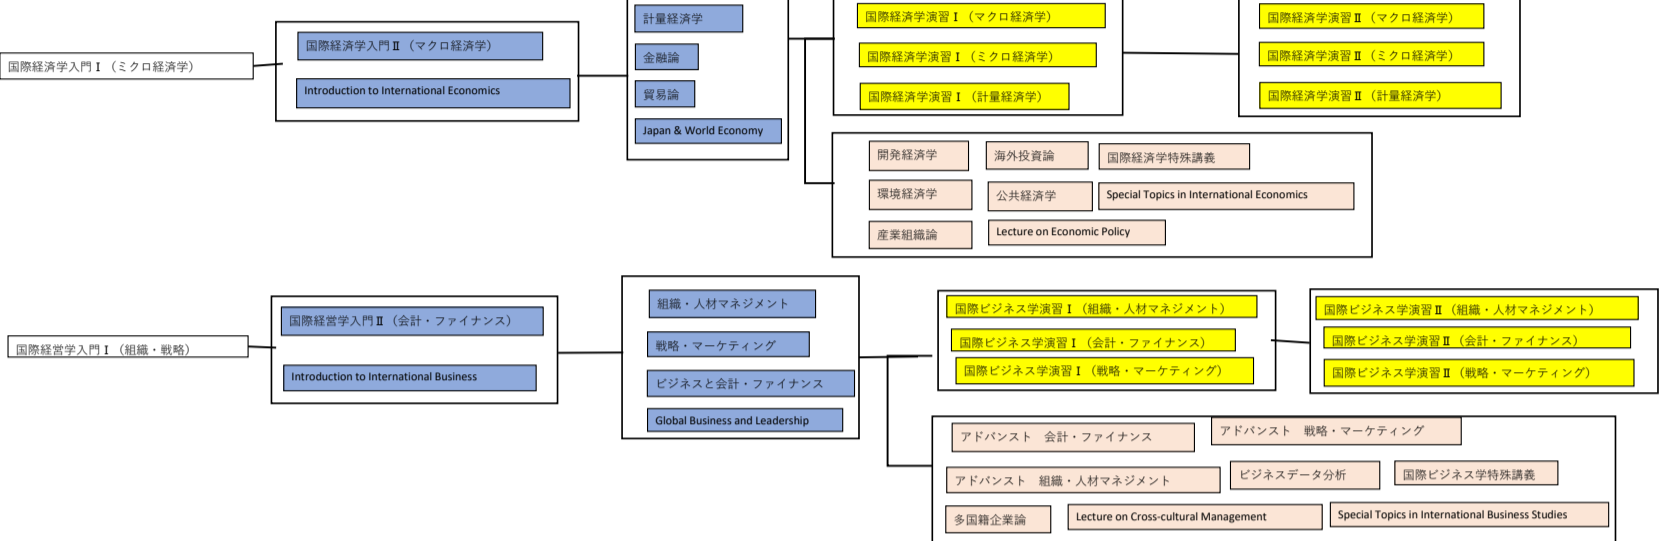 国際経済学入門Ⅰ（ミクロ経済学）
国際経済学入門Ⅱ（マクロ経済学）
Introduction to International Economics
計量経済学
金融論
貿易論
Japan & World Economy
国際経済学演習Ⅰ（マクロ経済学）
国際経済学演習Ⅰ（ミクロ経済学）
国際経済学演習Ⅰ（計量経済学）
国際経済学演習Ⅱ（マクロ経済学）
国際経済学演習Ⅱ（ミクロ経済学）
国際経済学演習Ⅱ（計量経済学）
開発経済学
海外投資論
国際経済学特殊講義
環境経済学
公共経済学
Special Topics in International Economics
産業組織論
Lecture on Economic Policy
国際経営学入門Ⅰ（組織・戦略）
国際経営学入門Ⅱ（会計・ファイナンス）
Introduction to International Business
組織・人材マネジメント
戦略・マーケティング
ビジネスと会計・ファイナンス
Global Business and Leadership
国際ビジネス学演習Ⅰ（組織・人材マネジメント）
国際ビジネス学演習Ⅰ（会計・ファイナンス）
国際ビジネス学演習Ⅰ（戦略・マーケティング）
国際ビジネス学演習Ⅱ（組織・人材マネジメント）
国際ビジネス学演習Ⅱ（会計・ファイナンス）
国際ビジネス学演習Ⅱ（戦略・マーケティング）
アドバンスト　会計・ファイナンス
アドバンスト　戦略・マーケティング
アドバンスト　組織・人材マネジメント
ビジネスデータ分析
国際ビジネス学特殊講義
多国籍企業論
Lecture on Cross-cultural Management
Special Topics in International Business Studies